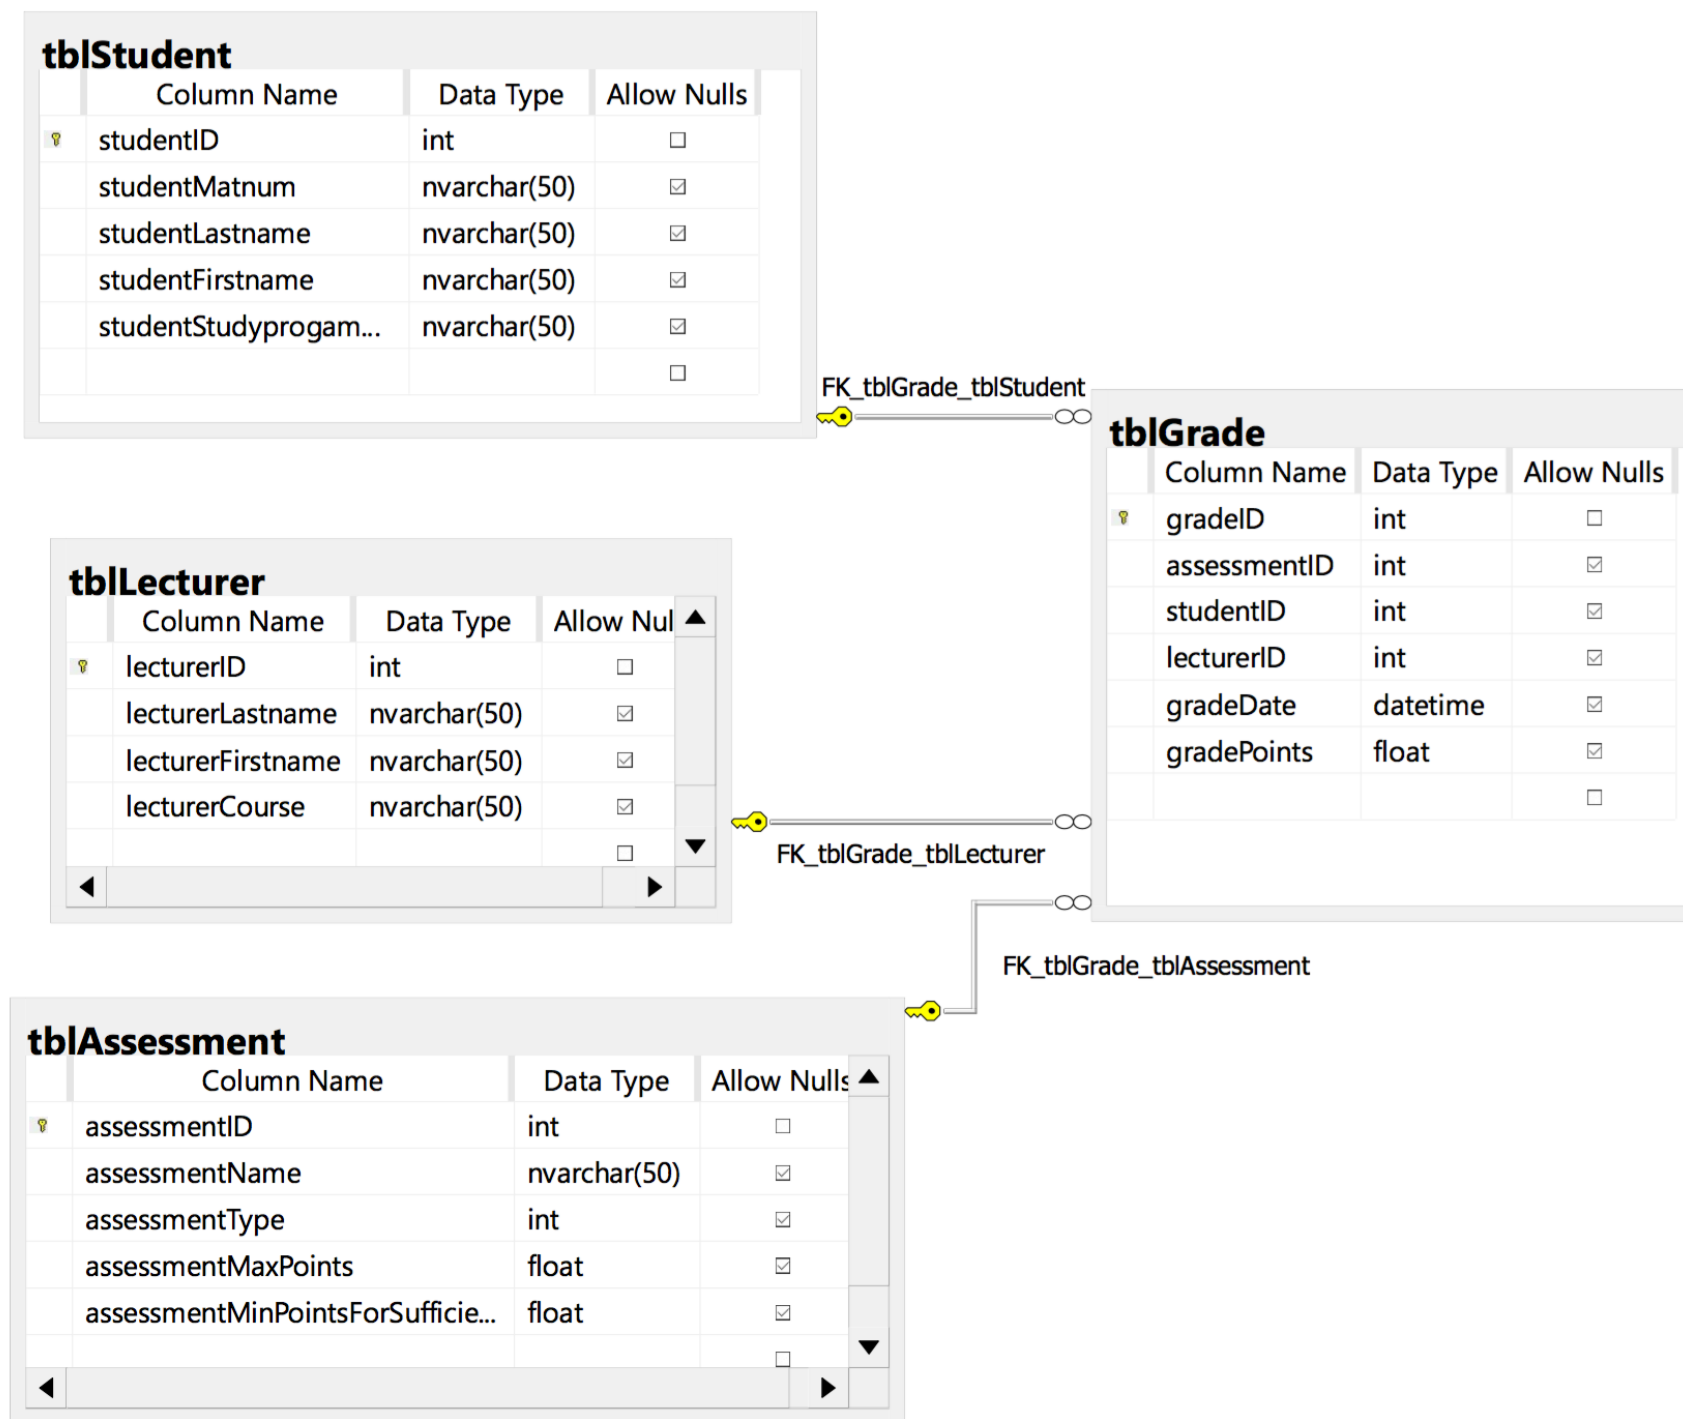 tblStudent
Column Name Data Type Allow Nulls
studentID int
studentMatnum nvarchar(50)
studentLastname nvarchar(50)
studentFirstname nvarchar(50)
studentStudyprogam... nvarchar(50)
FK_tblGrade_tblStudent
tblGrade
Column Name Data Type Allow Nulls
gradeID int
assessmentID int
studentID int
lecturerID int
gradeDate datetime
gradePoints float
tblLecturer
Column Name Data Type Allow Nul
lecturerID int
lecturerLastname nvarchar(50)
lecturerFirstname nvarchar(50)
lecturerCourse nvarchar(50)
FK_tblGrade_tblLecturer
FK_tblGrade_tblAssessment
tblAssessment
Column Name Data Type Allow Nulls
assessmentID int
assessmentName nvarchar(50)
assessmentType int
assessmentMaxPoints float
assessmentMinPointsForSufficie... float